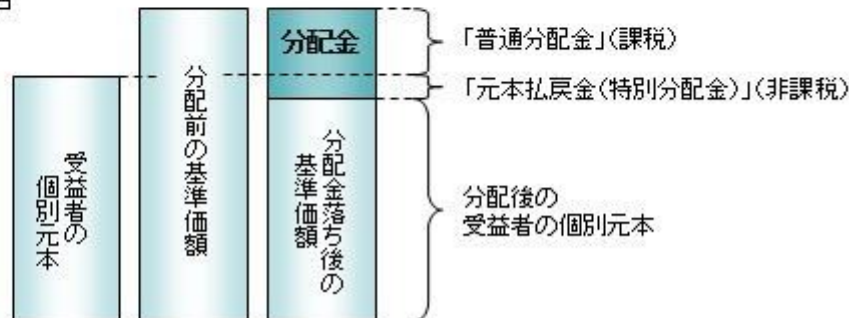 受益者の
個別元本
分配前の基準価額
分配金
分配金落ち後の
基準価額
「普通分配金」(課税)
「元本払戻金(特別分配金)」(非課税)
分配後の
受益者の個別元本